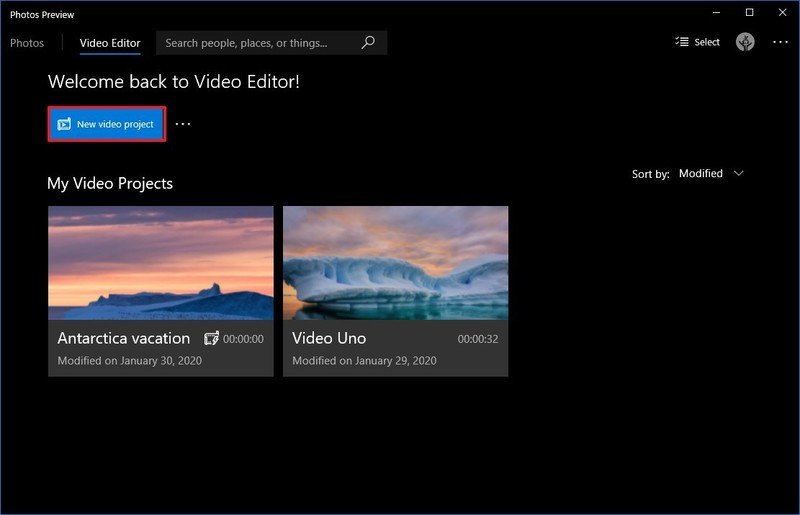 Photos Preview
Photos
Video Editor
Search people, places, or things...
Select
Welcome back to Video Editor!
New video project
My Video Projects
Sort by: Modified
Antarctica vacation 00:00:00
Modified on January 30, 2020
Video Uno 00:00:32
Modified on January 29, 2020